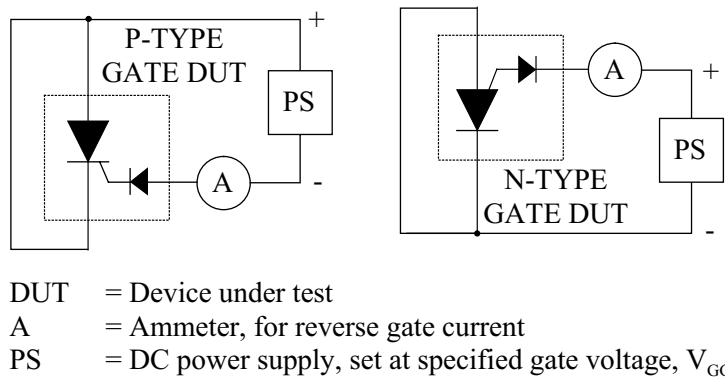 P-TYPE
GATE DUT
+
PS
A
-
A
+
PS
N-TYPE
GATE DUT
-
DUT = Device under test
A = Ammeter, for reverse gate current
PS = DC power supply, set at specified gate voltage,